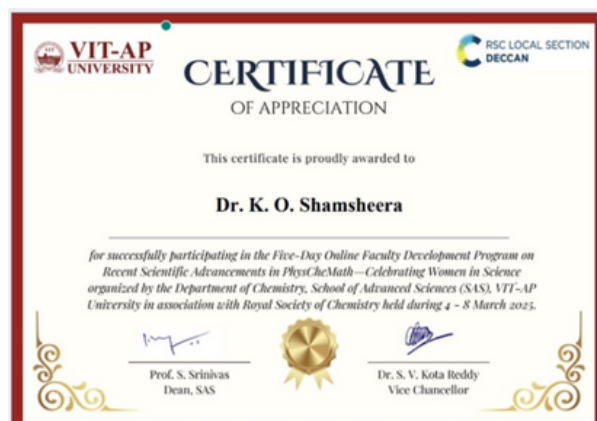 VIT-AP
UNIVERSITY
RSC LOCAL SECTION
DECCAN
CERTIFICATE
OF APPRECIATION
This certificate is proudly awarded to
Dr. K. O. Shamsheera
for successfully participating in the Five-Day Online Faculty Development Program on
Recent Scientific Advancements in PhysCheMath—Celebrating Women in Science
organized by the Department of Chemistry, School of Advanced Sciences (SAS), VIT-AP
University in association with Royal Society of Chemistry held during 4 - 8 March 2025.
Prof. S. Srinivas
Dean, SAS
Dr. S. V. Kota Reddy
Vice Chancellor